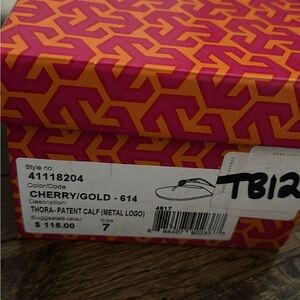 Style no:
41118204
Color/Code
CHERRY/GOLD - 614
Description
THORA- PATENT CALF (METAL LOGO)
Suggested retail Size
$ 115.00 7
4517
TB12